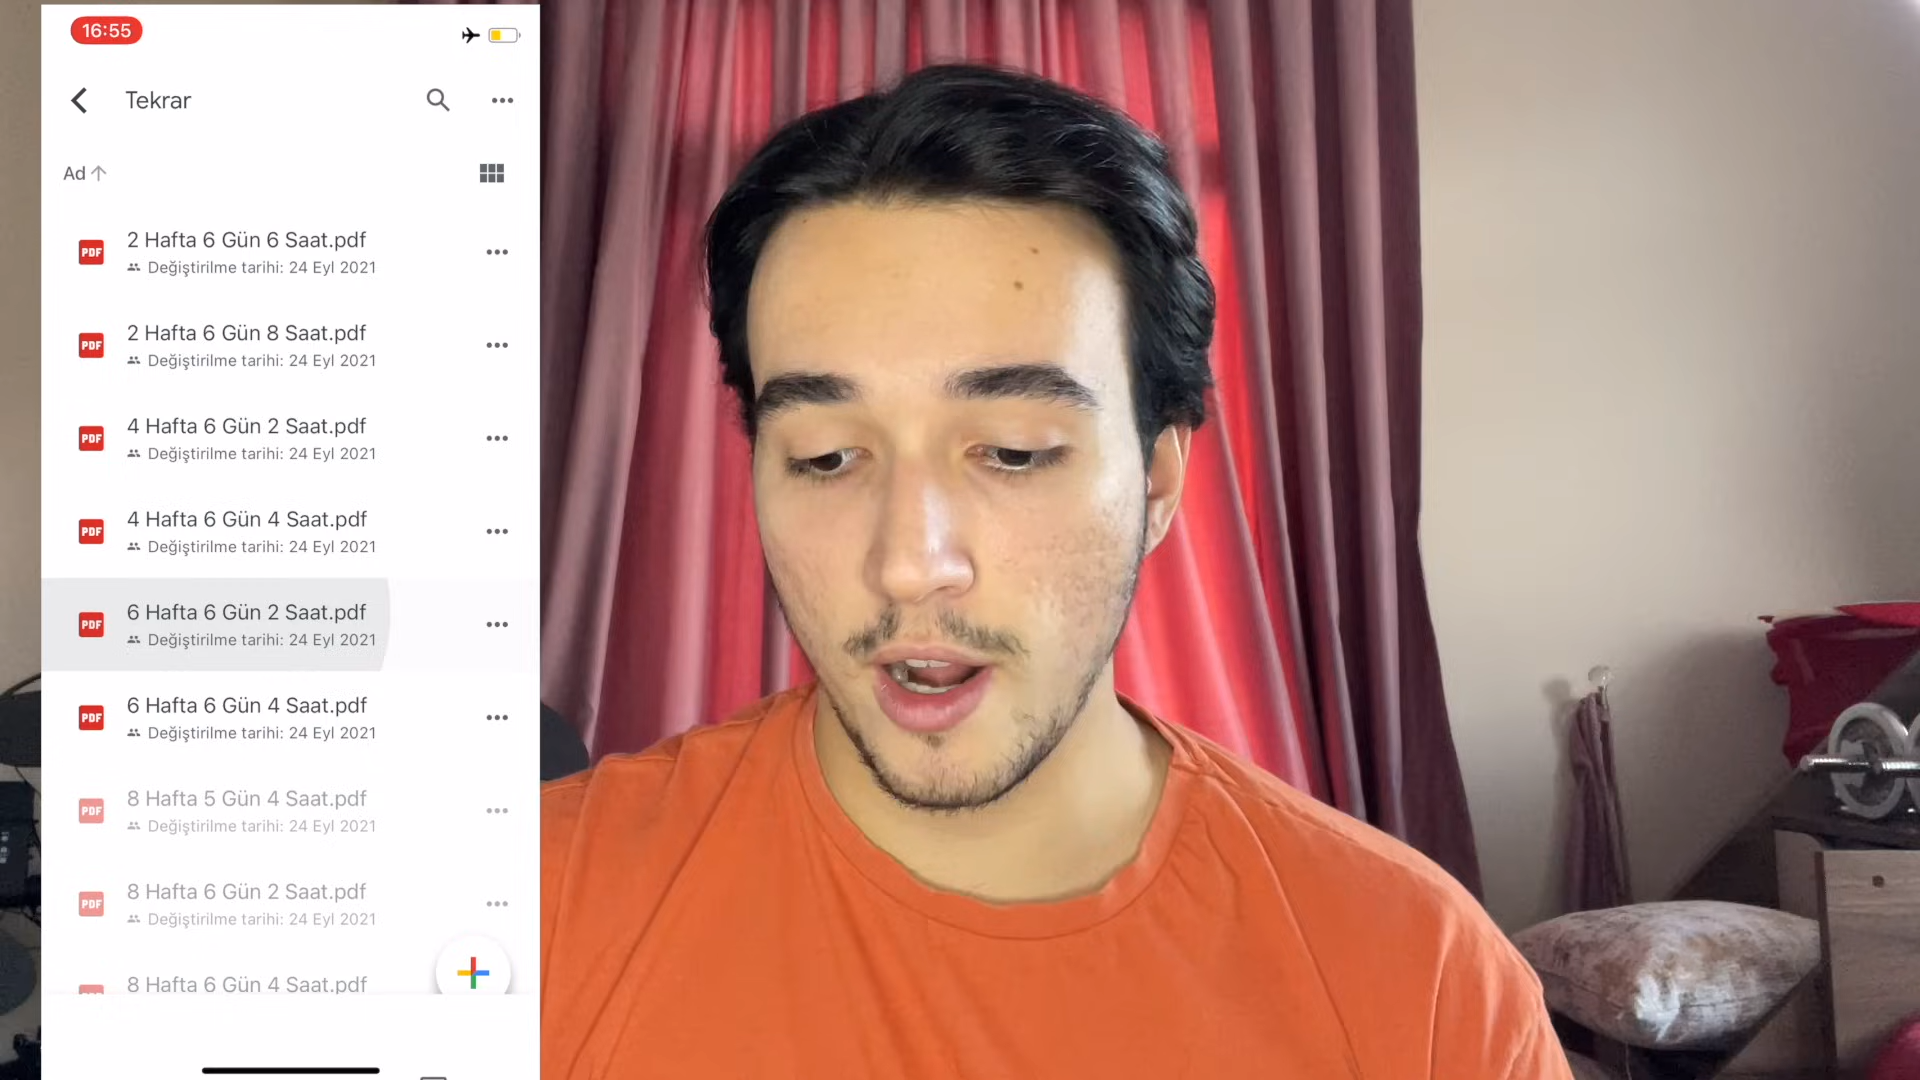 16:55
Tekrar
Ad
PDF
2 Hafta 6 Gün 6 Saat.pdf
Değiştirilme tarihi: 24 Eyl 2021
PDF
2 Hafta 6 Gün 8 Saat.pdf
Değiştirilme tarihi: 24 Eyl 2021
PDF
4 Hafta 6 Gün 2 Saat.pdf
Değiştirilme tarihi: 24 Eyl 2021
PDF
4 Hafta 6 Gün 4 Saat.pdf
Değiştirilme tarihi: 24 Eyl 2021
PDF
6 Hafta 6 Gün 2 Saat.pdf
Değiştirilme tarihi: 24 Eyl 2021
PDF
6 Hafta 6 Gün 4 Saat.pdf
Değiştirilme tarihi: 24 Eyl 2021
PDF
8 Hafta 5 Gün 4 Saat.pdf
Değiştirilme tarihi: 24 Eyl 2021
PDF
8 Hafta 6 Gün 2 Saat.pdf
Değiştirilme tarihi: 24 Eyl 2021
8 Hafta 6 Gün 4 Saat.pdf